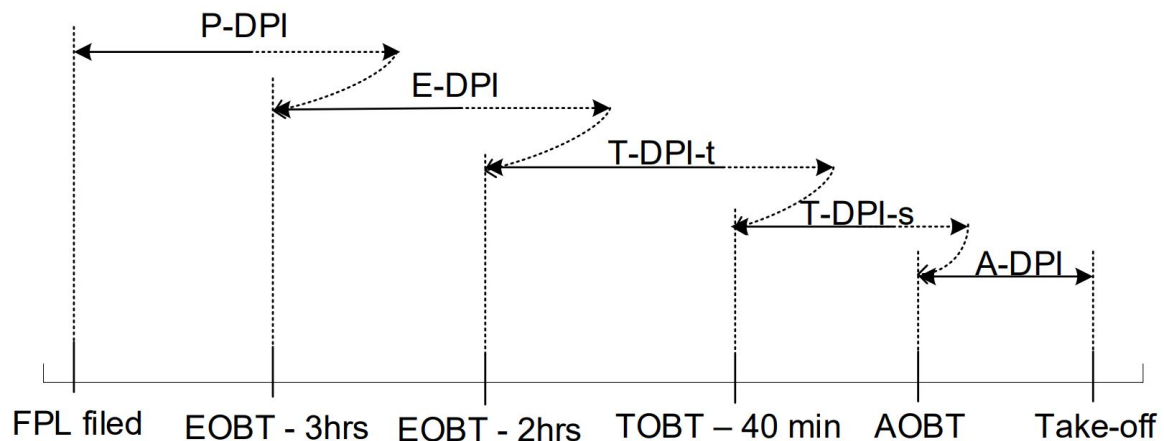 P-DPI
E-DPI
T-DPI-t
T-DPI-s
A-DPI
FPL filed
EOBT - 3hrs
EOBT - 2hrs
TOBT – 40 min
AOBT
Take-off